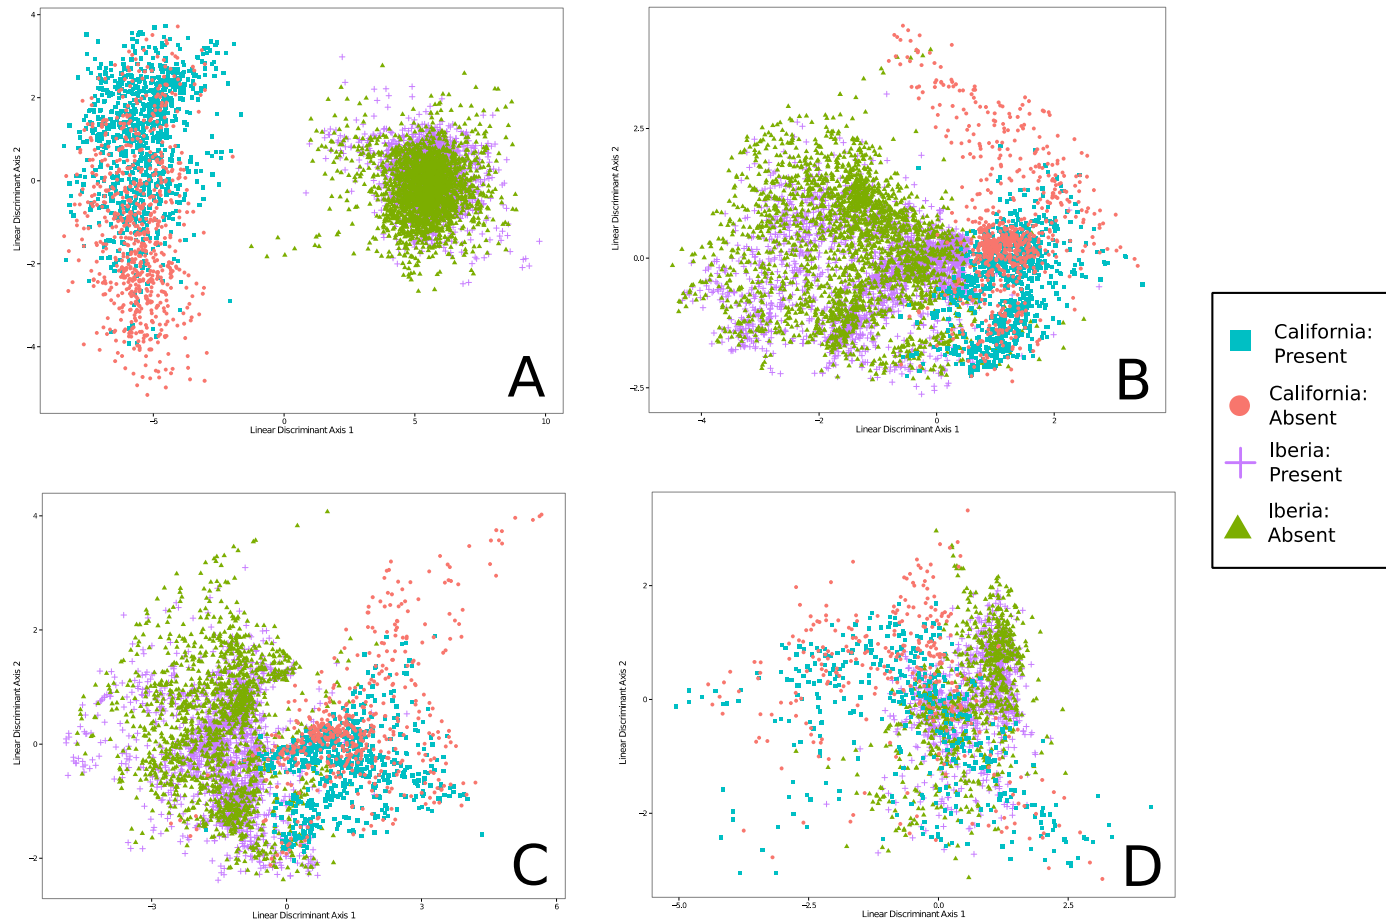 4
2
0
−2
−4
Linear Discriminant Axis 2
−5
0
5
10
Linear Discriminant Axis 1
A
2.5
0.0
−2.5
Linear Discriminant Axis 2
−4
−2
0
2
Linear Discriminant Axis 1
B
4
2
0
−2
Linear Discriminant Axis 2
−3
0
3
6
Linear Discriminant Axis 1
C
2
0
−2
Linear Discriminant Axis 2
−5.0
−2.5
0.0
2.5
Linear Discriminant Axis 1
D
California:
Present
California:
Absent
Iberia:
Present
Iberia:
Absent